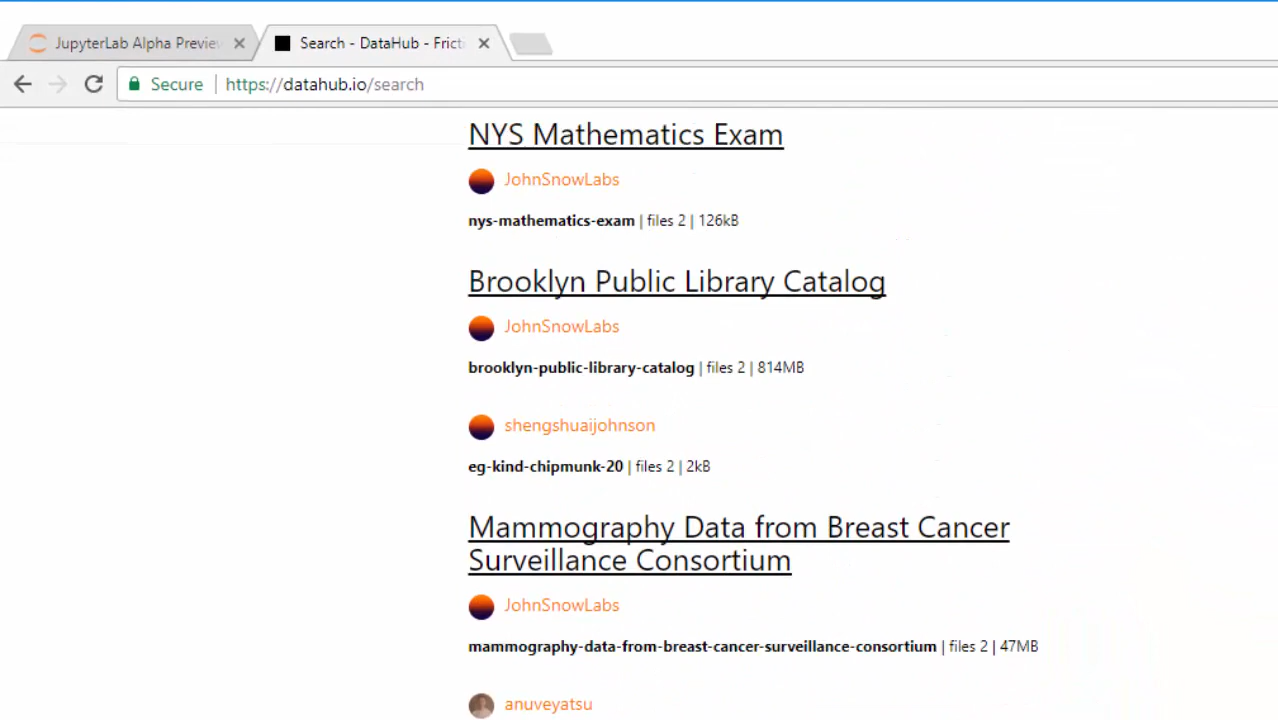 JupyterLab Alpha Preview
Search - DataHub - Frict
Secure | https://datahub.io/search
NYS Mathematics Exam
JohnSnowLabs
nys-mathematics-exam | files 2 | 126kB
Brooklyn Public Library Catalog
JohnSnowLabs
brooklyn-public-library-catalog | files 2 | 814MB
shengshuaijohnson
eg-kind-chipmunk-20 | files 2 | 2kB
Mammography Data from Breast Cancer
Surveillance Consortium
JohnSnowLabs
mammography-data-from-breast-cancer-surveillance-consortium | files 2 | 47MB
anuveyatsu